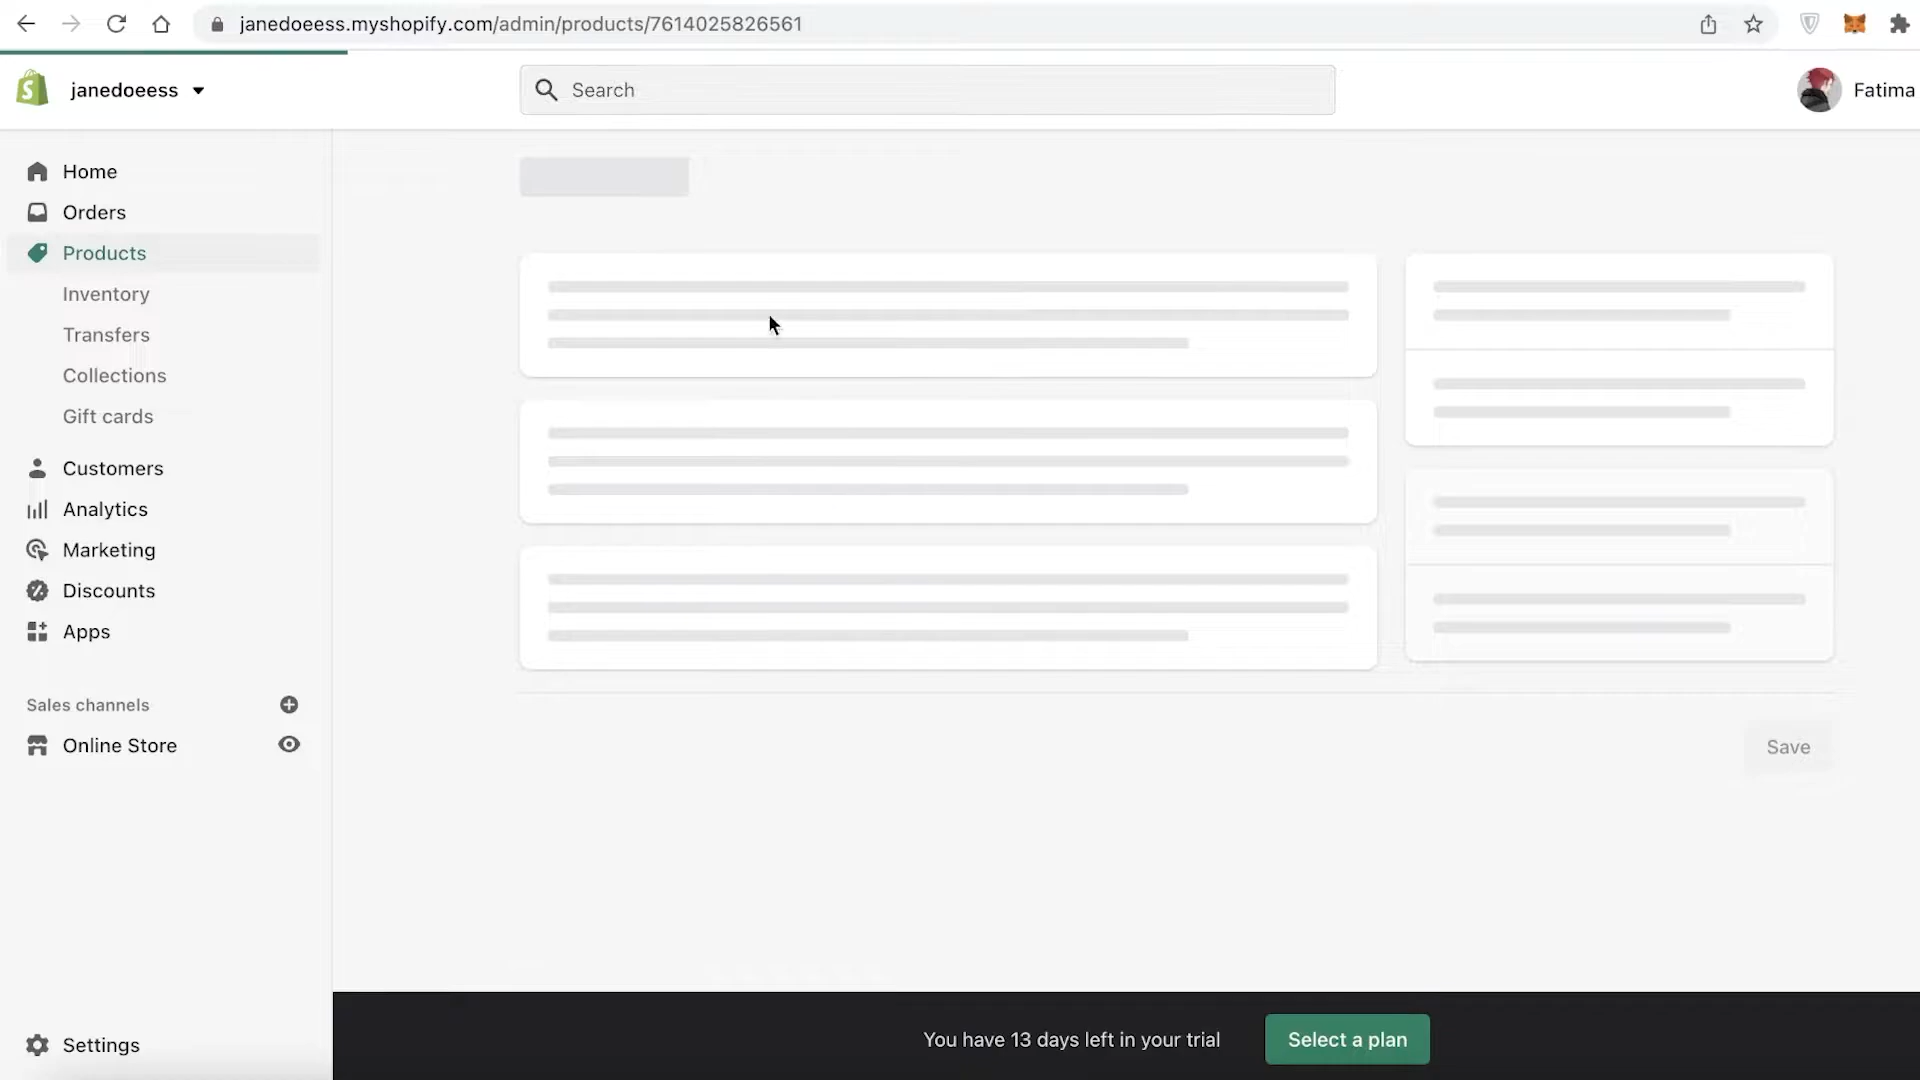 janedoeess.myshopify.com/admin/products/7614025826561
janedoeess
Search
Fatima
Home
Orders
Products
Inventory
Transfers
Collections
Gift cards
Customers
Analytics
Marketing
Discounts
Apps
Sales channels
Online Store
Save
Settings
You have 13 days left in your trial
Select a plan